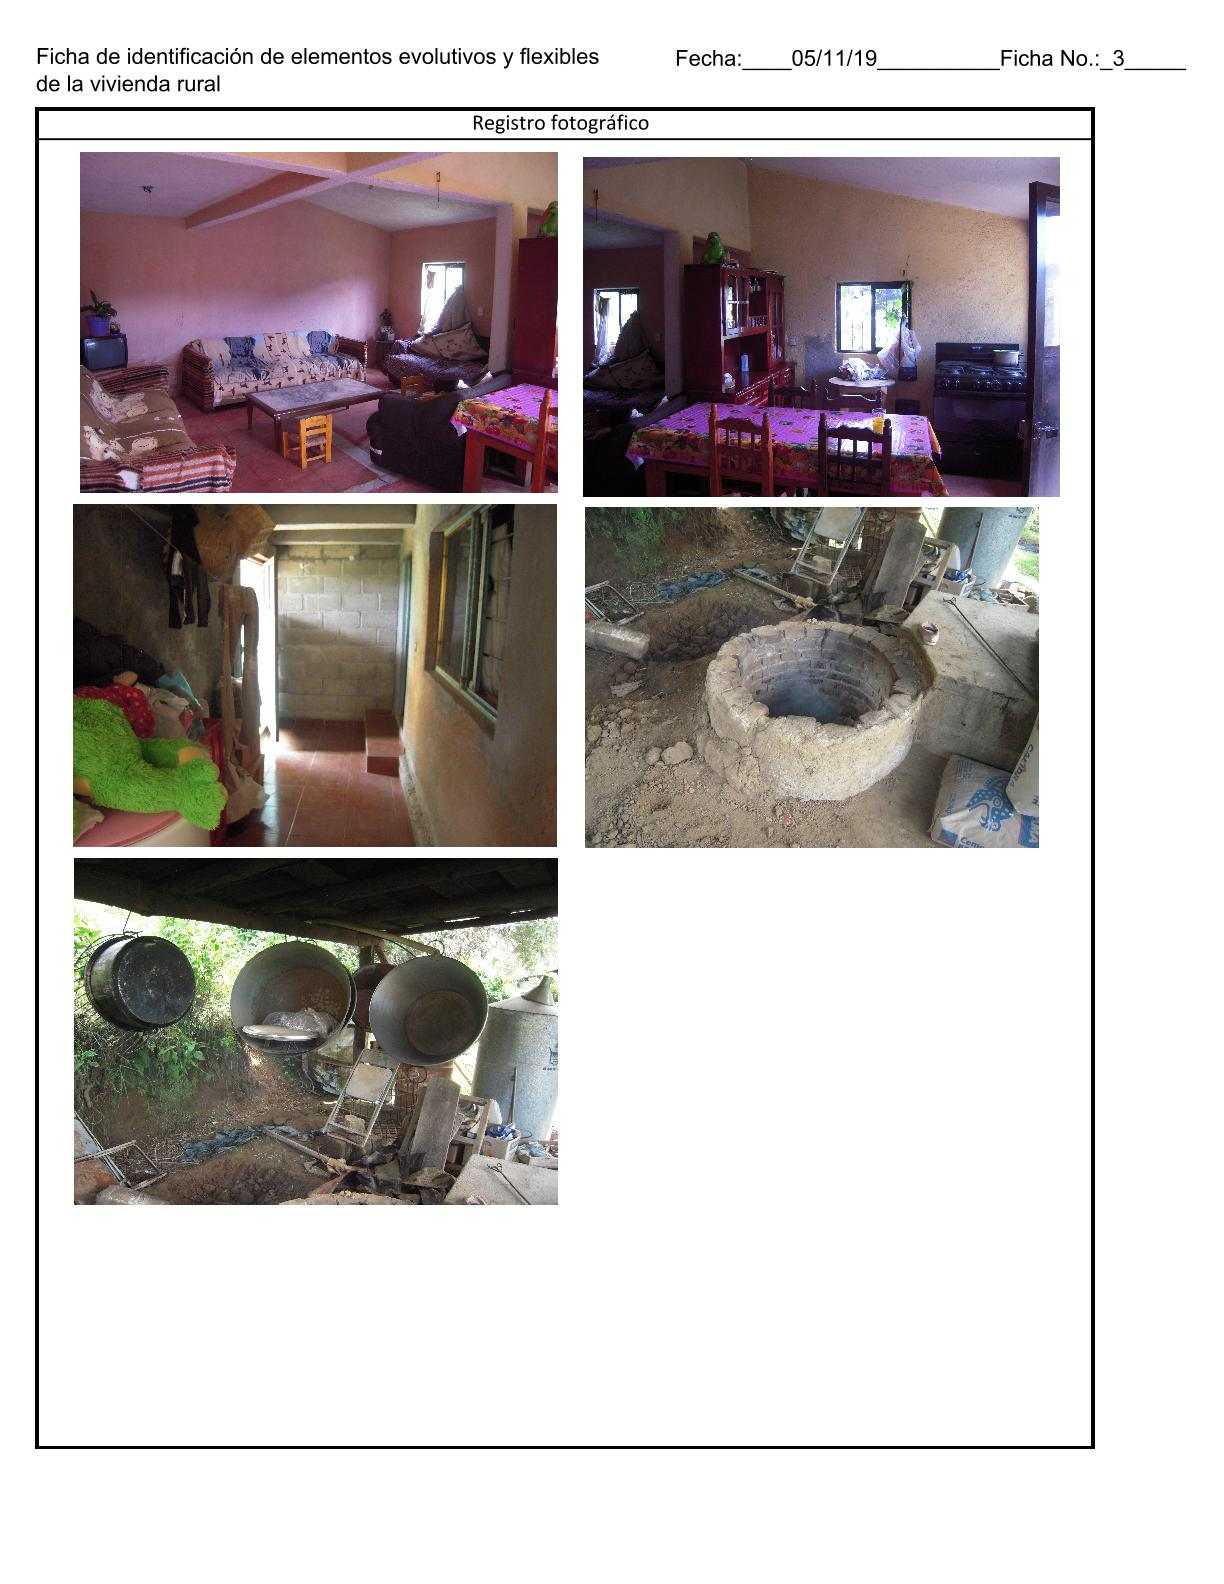 Ficha de identificación de elementos evolutivos y flexibles
de la vivienda rural
Fecha:____05/11/19__________Ficha No.:_3_____
Registro fotográfico